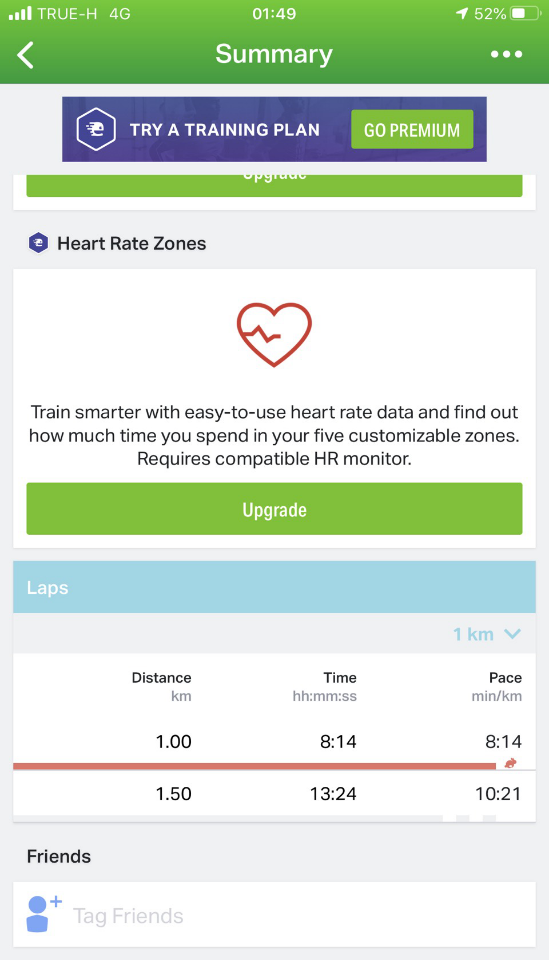 TRUE-H 4G 01:49 52%
Summary
TRY A TRAINING PLAN GO PREMIUM
Upgrade
Heart Rate Zones
Train smarter with easy-to-use heart rate data and find out
how much time you spend in your five customizable zones.
Requires compatible HR monitor.
Upgrade
Laps
1 km
Distance Time Pace
km hh:mm:ss min/km
1.00 8:14 8:14
1.50 13:24 10:21
Friends
Tag Friends